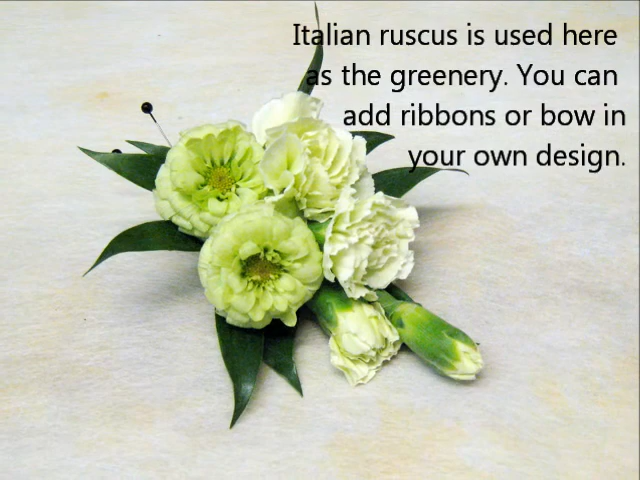 Italian ruscus is used here
as the greenery. You can
add ribbons or bow in
your own design.